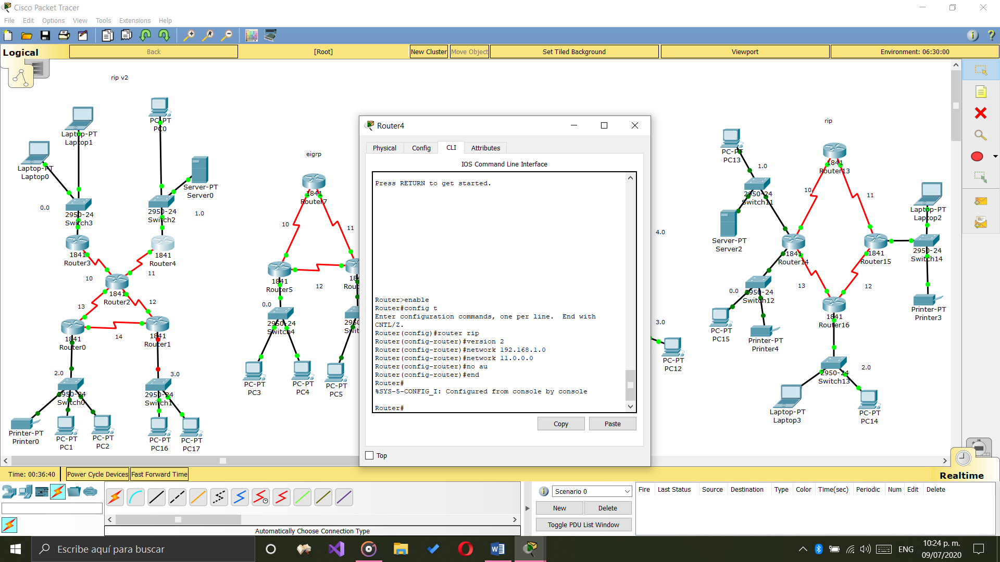 Cisco Packet Tracer
File Edit Options View Tools Extensions Help
Logical
Back
[Root]
New Cluster
Move Object
Set Tiled Background
Viewport
Environment: 06:30:00
rip v2
Laptop-PT
Laptop1
PC-PT
PC0
Laptop-PT
Laptop0
Server-PT
Server0
0.0
2950-24
Switch3
2950-24
Switch2
1.0
1841
Router3
1841
Router4
10
11
1841
Router2
13
12
1841
Router0
14
1841
Router1
2.0
3.0
2950-24
Switch0
2950-24
Switch1
Printer-PT
Printer0
PC-PT
PC1
PC-PT
PC2
PC-PT
PC16
PC-PT
PC17
eigrp
1841
Router7
10
11
1841
Router5
12
0.0
2950-24
Switch4
PC-PT
PC3
PC-PT
PC4
PC-PT
PC5
Router4
Physical Config CLI Attributes
IOS Command Line Interface
Press RETURN to get started.
Router>enable
Router#config t
Enter configuration commands, one per line.  End with
CNTL/Z.
Router(config)#router rip
Router(config-router)#version 2
Router(config-router)#network 192.168.1.0
Router(config-router)#network 11.0.0.0
Router(config-router)#no au
Router(config-router)#end
Router#
%SYS-5-CONFIG_I: Configured from console by console
Router#
Copy
Paste
Top
4.0
3.0
PC-PT
PC12
rip
PC-PT
PC13
1.0
1841
Router13
2950-24
Switch11
10
11
Server-PT
Server2
Laptop-PT
Laptop2
1841
Router14
1841
Router15
2950-24
Switch14
0.0
2950-24
Switch12
13
12
PC-PT
PC15
Printer-PT
Printer4
1841
Router16
Printer-PT
Printer3
2.0
2950-24
Switch13
Laptop-PT
Laptop3
PC-PT
PC14
Time: 00:36:40
Power Cycle Devices
Fast Forward Time
Realtime
Scenario 0
New
Delete
Toggle PDU List Window
Fire Last Status Source Destination Type Color Time(sec) Periodic Num Edit Delete
Automatically Choose Connection Type
Escribe aquí para buscar
ENG
10:24 p. m.
09/07/2020